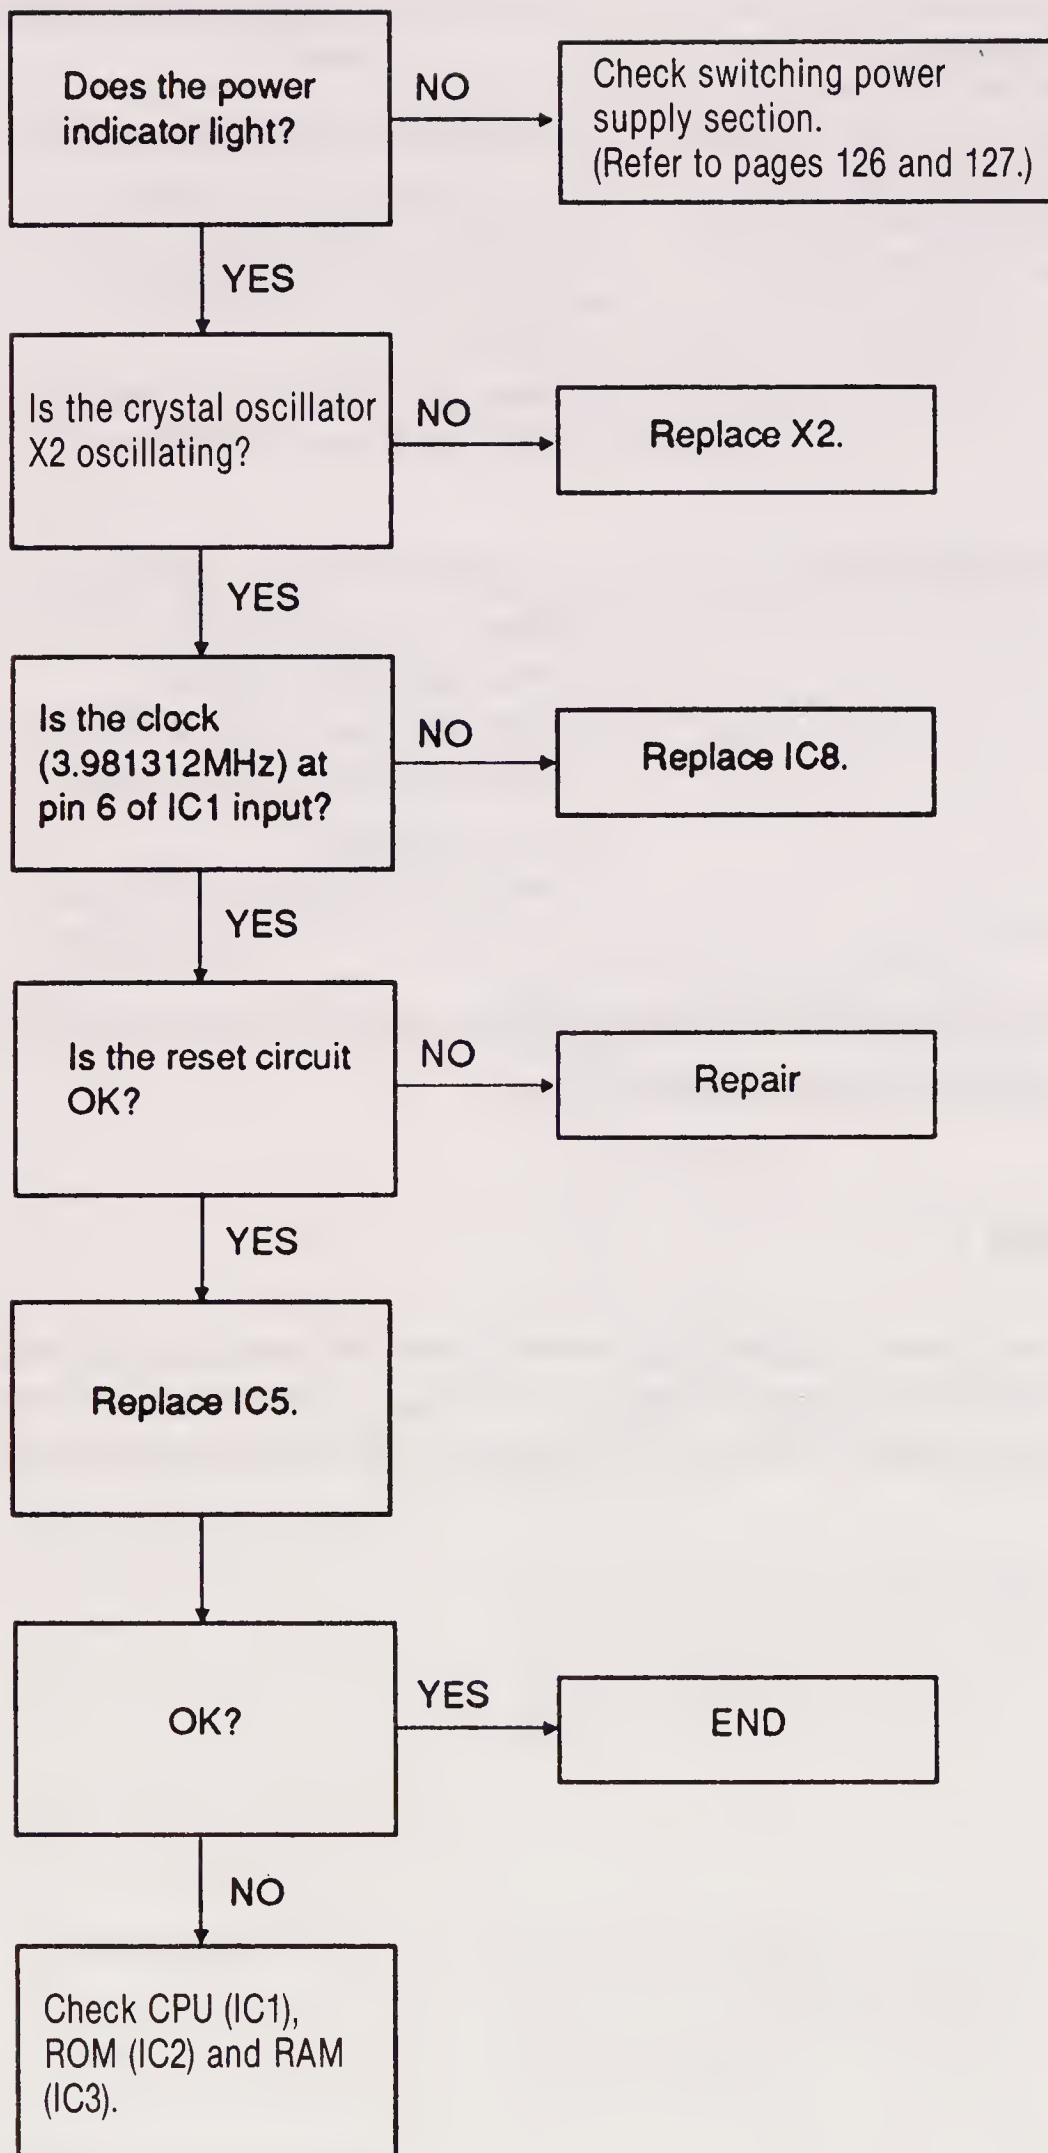 Does the power
indicator light?
NO
Check switching power
supply section.
(Refer to pages 126 and 127.)
YES
Is the crystal oscillator
X2 oscillating?
NO
Replace X2.
YES
Is the clock
(3.981312MHz) at
pin 6 of IC1 input?
NO
Replace IC8.
YES
Is the reset circuit
OK?
NO
Repair
YES
Replace IC5.
OK?
YES
END
NO
Check CPU (IC1),
ROM (IC2) and RAM
(IC3).